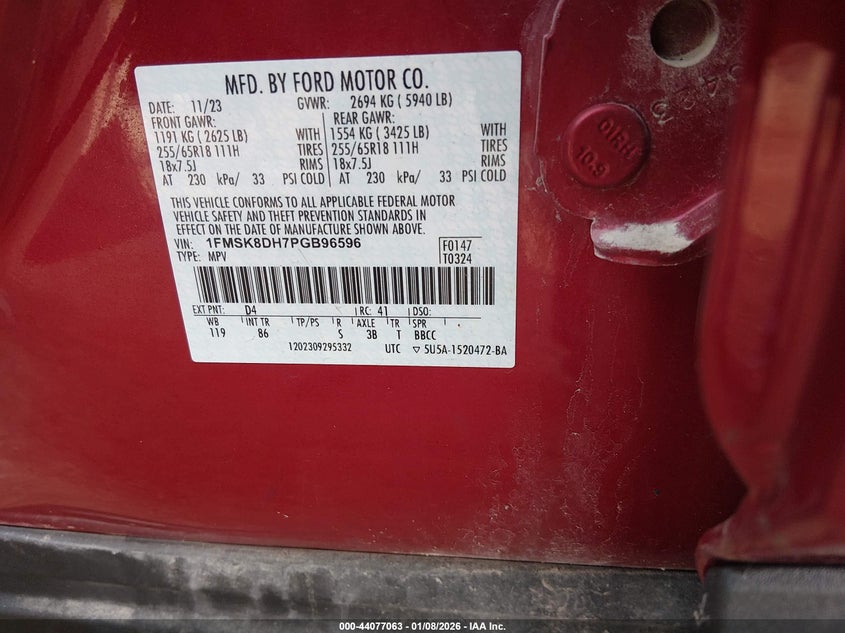 MFD. BY FORD MOTOR CO.
DATE: 11/23 GVWR: 2694 KG ( 5940 LB)
FRONT GAWR: REAR GAWR:
1191 KG ( 2625 LB) WITH 1554 KG ( 3425 LB) WITH
255/65R18 111H TIRES 255/65R18 111H TIRES
18x7.5J RIMS 18x7.5J RIMS
AT 230 kPa/ 33 PSI COLD AT 230 kPa/ 33 PSI COLD
THIS VEHICLE CONFORMS TO ALL APPLICABLE FEDERAL MOTOR
VEHICLE SAFETY AND THEFT PREVENTION STANDARDS IN
EFFECT ON THE DATE OF MANUFACTURE SHOWN ABOVE.
VIN: 1FMSK8DH7PGB96596 F0147
TYPE: MPV T0324
EXT PNT: D4 RC: 41 DSO:
WB INT TR TP/PS R AXLE TR SPR
119 86 S 3B T BBCC
1202309295332 UTC ▽ 5U5A-1520472-BA
10.9
000-44077063 - 01/08/2026 - IAA Inc.